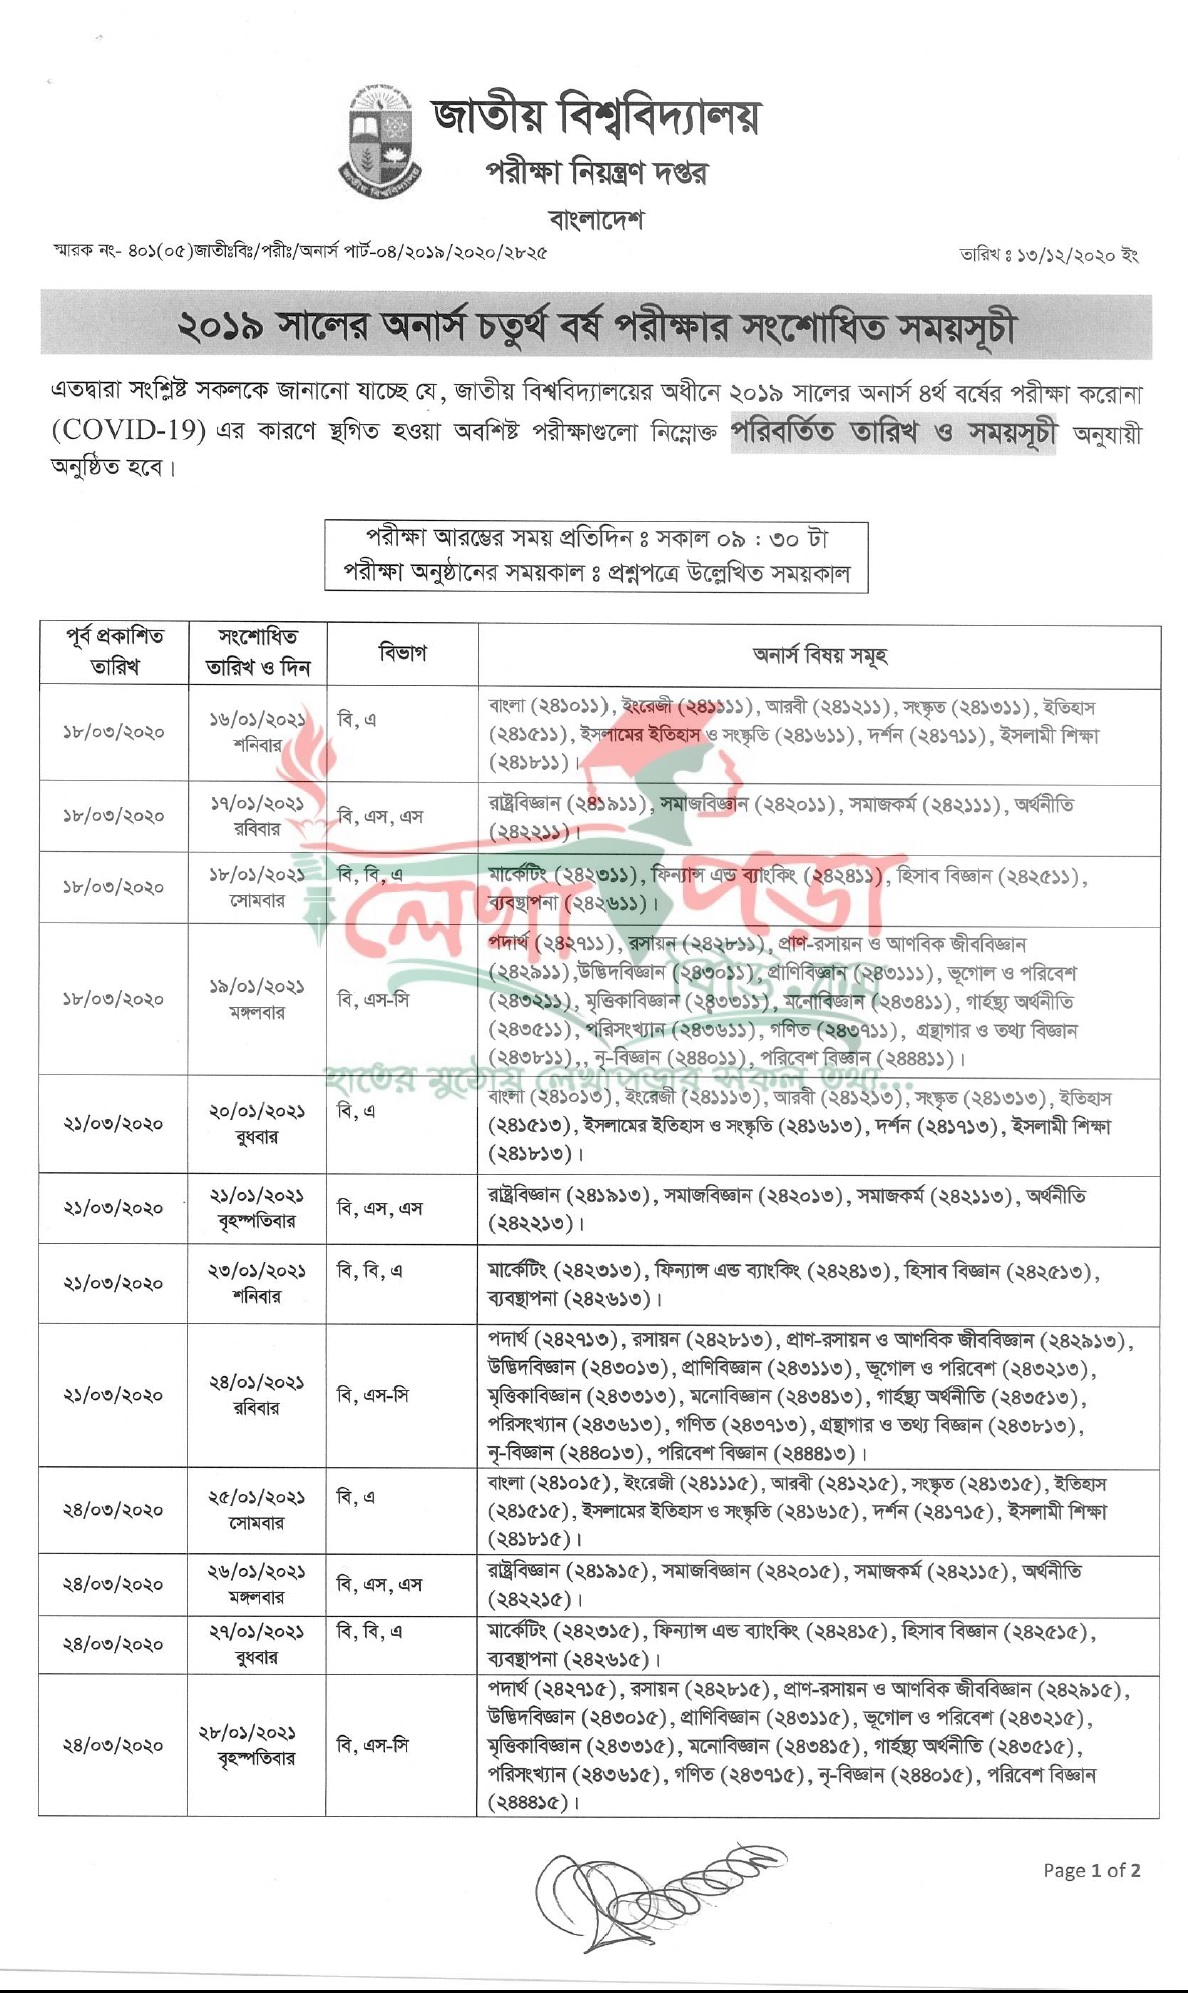 জাতীয় বিশ্ববিদ্যালয়
পরীক্ষা নিয়ন্ত্রণ দপ্তর
বাংলাদেশ
স্মারক নং- ৪০১(০৫)জাতীঃবিঃ/পরীঃ/অনার্স পার্ট-০৪/২০১৯/২০২০/২৮২৫
তারিখ : ১৩/১২/২০২০ ইং
২০১৯ সালের অনার্স চতুর্থ বর্ষ পরীক্ষার সংশোধিত সময়সূচী
এতদ্বারা সংশ্লিষ্ট সকলকে জানানো যাচ্ছে যে, জাতীয় বিশ্ববিদ্যালয়ের অধীনে ২০১৯ সালের অনার্স ৪র্থ বর্ষের পরীক্ষা করোনা
(COVID-19) এর কারণে স্থগিত হওয়া অবশিষ্ট পরীক্ষাগুলো নিম্নোক্ত পরিবর্তিত তারিখ ও সময়সূচী অনুযায়ী
অনুষ্ঠিত হবে।
পরীক্ষা আরম্ভের সময় প্রতিদিন : সকাল ০৯ : ৩০ টা
পরীক্ষা অনুষ্ঠানের সময়কাল : প্রশ্নপত্রে উল্লেখিত সময়কাল
পূর্ব প্রকাশিত
তারিখ
সংশোধিত
তারিখ ও দিন
বিভাগ
অনার্স বিষয় সমূহ
১৮/০৩/২০২০
১৬/০১/২০২১
শনিবার
বি, এ
বাংলা (২৪১০১১), ইংরেজী (২৪১১১১), আরবী (২৪১২১১), সংস্কৃত (২৪১৩১১), ইতিহাস
(২৪১৫১১), ইসলামের ইতিহাস ও সংস্কৃতি (২৪১৬১১), দর্শন (২৪১৭১১), ইসলামী শিক্ষা
(২৪১৮১১)।
১৮/০৩/২০২০
১৭/০১/২০২১
রবিবার
বি, এস, এস
রাষ্ট্রবিজ্ঞান (২৪১৯১১), সমাজবিজ্ঞান (২৪২০১১), সমাজকর্ম (২৪২১১১), অর্থনীতি
(২৪২২১১)।
১৮/০৩/২০২০
১৮/০১/২০২১
সোমবার
বি, বি, এ
মার্কেটিং (২৪২৩১১), ফিন্যান্স এন্ড ব্যাংকিং (২৪২৪১১), হিসাব বিজ্ঞান (২৪২৫১১),
ব্যবস্থাপনা (২৪২৬১১)।
১৮/০৩/২০২০
১৯/০১/২০২১
মঙ্গলবার
বি, এস-সি
পদার্থ (২৪২৭১১), রসায়ন (২৪২৮১১), প্রাণ-রসায়ন ও আণবিক জীববিজ্ঞান
(২৪২৯১১),উদ্ভিদবিজ্ঞান (২৪৩০১১), প্রাণিবিজ্ঞান (২৪৩১১১), ভূগোল ও পরিবেশ
(২৪৩২১১), মৃত্তিকাবিজ্ঞান (২৪৩৩১১), মনোবিজ্ঞান (২৪৩৪১১), গার্হস্থ্য অর্থনীতি
(২৪৩৫১১), পরিসংখ্যান (২৪৩৬১১), গণিত (২৪৩৭১১), গ্রন্থাগার ও তথ্য বিজ্ঞান
(২৪৩৮১১),, নৃ-বিজ্ঞান (২৪৪০১১), পরিবেশ বিজ্ঞান (২৪৪৪১১)।
লেখাপড়া
বিডি.কম
হাতের মুঠোয় লেখাপড়ার সকল তথ্য...
২১/০৩/২০২০
২০/০১/২০২১
বুধবার
বি, এ
বাংলা (২৪১০১৩), ইংরেজী (২৪১১১৩), আরবী (২৪১২১৩), সংস্কৃত (২৪১৩১৩), ইতিহাস
(২৪১৫১৩), ইসলামের ইতিহাস ও সংস্কৃতি (২৪১৬১৩), দর্শন (২৪১৭১৩), ইসলামী শিক্ষা
(২৪১৮১৩)।
২১/০৩/২০২০
২১/০১/২০২১
বৃহস্পতিবার
বি, এস, এস
রাষ্ট্রবিজ্ঞান (২৪১৯১৩), সমাজবিজ্ঞান (২৪২০১৩), সমাজকর্ম (২৪২১১৩), অর্থনীতি
(২৪২২১৩)।
২১/০৩/২০২০
২৩/০১/২০২১
শনিবার
বি, বি, এ
মার্কেটিং (২৪২৩১৩), ফিন্যান্স এন্ড ব্যাংকিং (২৪২৪১৩), হিসাব বিজ্ঞান (২৪২৫১৩),
ব্যবস্থাপনা (২৪২৬১৩)।
২১/০৩/২০২০
২৪/০১/২০২১
রবিবার
বি, এস-সি
পদার্থ (২৪২৭১৩), রসায়ন (২৪২৮১৩), প্রাণ-রসায়ন ও আণবিক জীববিজ্ঞান (২৪২৯১৩),
উদ্ভিদবিজ্ঞান (২৪৩০১৩), প্রাণিবিজ্ঞান (২৪৩১১৩), ভূগোল ও পরিবেশ (২৪৩২১৩),
মৃত্তিকাবিজ্ঞান (২৪৩৩১৩), মনোবিজ্ঞান (২৪৩৪১৩), গার্হস্থ্য অর্থনীতি (২৪৩৫১৩),
পরিসংখ্যান (২৪৩৬১৩), গণিত (২৪৩৭১৩), গ্রন্থাগার ও তথ্য বিজ্ঞান (২৪৩৮১৩),
নৃ-বিজ্ঞান (২৪৪০১৩), পরিবেশ বিজ্ঞান (২৪৪৪১৩)।
২৪/০৩/২০২০
২৫/০১/২০২১
সোমবার
বি, এ
বাংলা (২৪১০১৫), ইংরেজী (২৪১১১৫), আরবী (২৪১২১৫), সংস্কৃত (২৪১৩১৫), ইতিহাস
(২৪১৫১৫), ইসলামের ইতিহাস ও সংস্কৃতি (২৪১৬১৫), দর্শন (২৪১৭১৫), ইসলামী শিক্ষা
(২৪১৮১৫)।
২৪/০৩/২০২০
২৬/০১/২০২১
মঙ্গলবার
বি, এস, এস
রাষ্ট্রবিজ্ঞান (২৪১৯১৫), সমাজবিজ্ঞান (২৪২০১৫), সমাজকর্ম (২৪২১১৫), অর্থনীতি
(২৪২২১৫)।
২৪/০৩/২০২০
২৭/০১/২০২১
বুধবার
বি, বি, এ
মার্কেটিং (২৪২৩১৫), ফিন্যান্স এন্ড ব্যাংকিং (২৪২৪১৫), হিসাব বিজ্ঞান (২৪২৫১৫),
ব্যবস্থাপনা (২৪২৬১৫)।
২৪/০৩/২০২০
২৮/০১/২০২১
বৃহস্পতিবার
বি, এস-সি
পদার্থ (২৪২৭১৫), রসায়ন (২৪২৮১৫), প্রাণ-রসায়ন ও আণবিক জীববিজ্ঞান (২৪২৯১৫),
উদ্ভিদবিজ্ঞান (২৪৩০১৫), প্রাণিবিজ্ঞান (২৪৩১১৫), ভূগোল ও পরিবেশ (২৪৩২১৫),
মৃত্তিকাবিজ্ঞান (২৪৩৩১৫), মনোবিজ্ঞান (২৪৩৪১৫), গার্হস্থ্য অর্থনীতি (২৪৩৫১৫),
পরিসংখ্যান (২৪৩৬১৫), গণিত (২৪৩৭১৫), নৃ-বিজ্ঞান (২৪৪০১৫), পরিবেশ বিজ্ঞান
(২৪৪৪১৫)।
Page 1 of 2